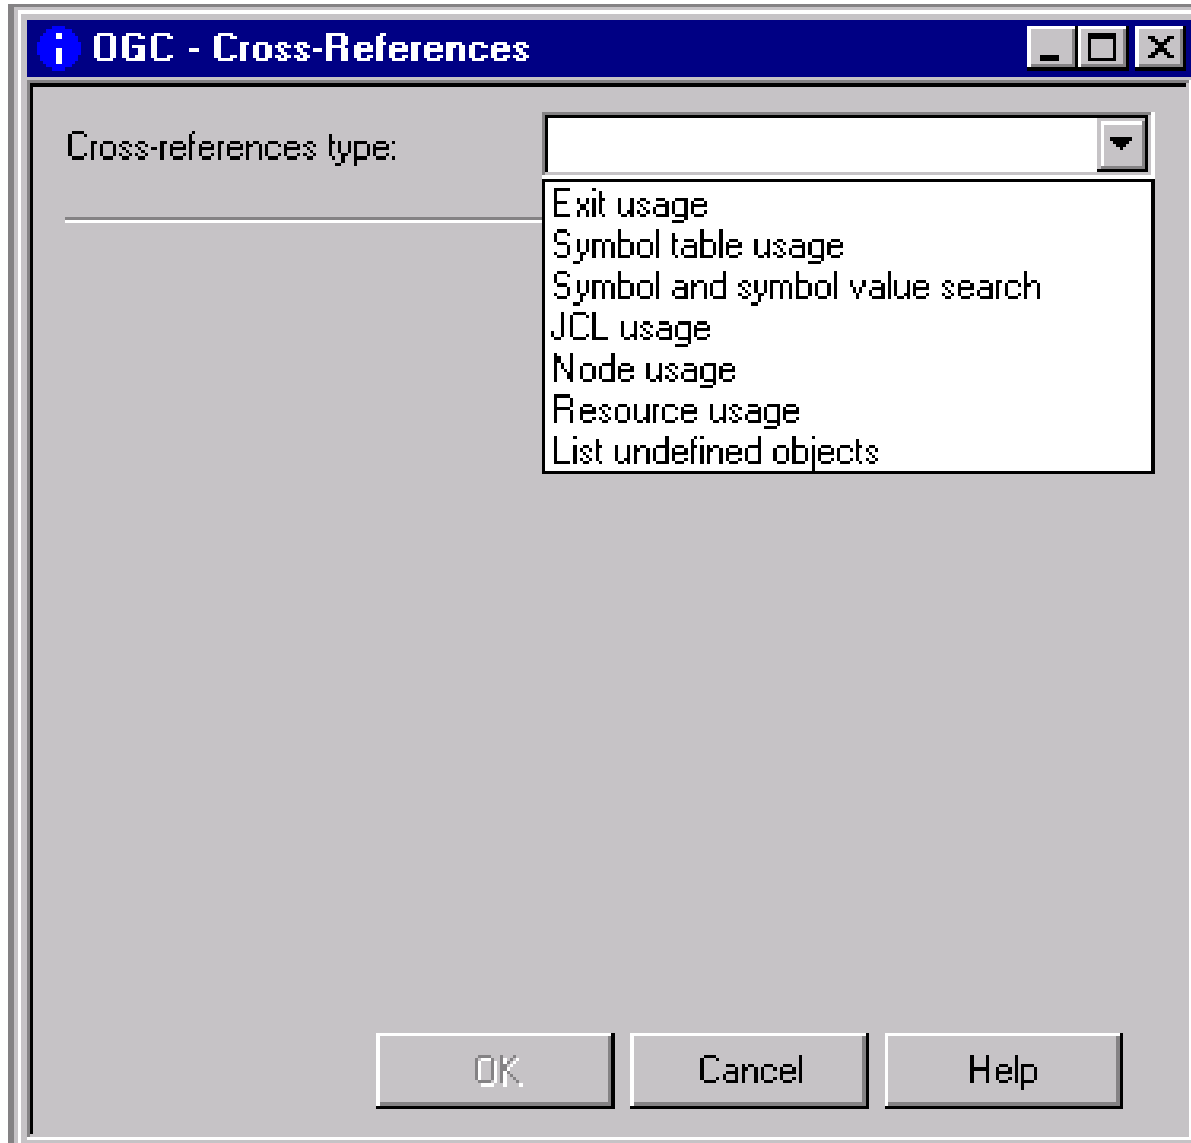 OGC - Cross-References
Cross-references type:
Exit usage
Symbol table usage
Symbol and symbol value search
JCL usage
Node usage
Resource usage
List undefined objects
OK Cancel Help